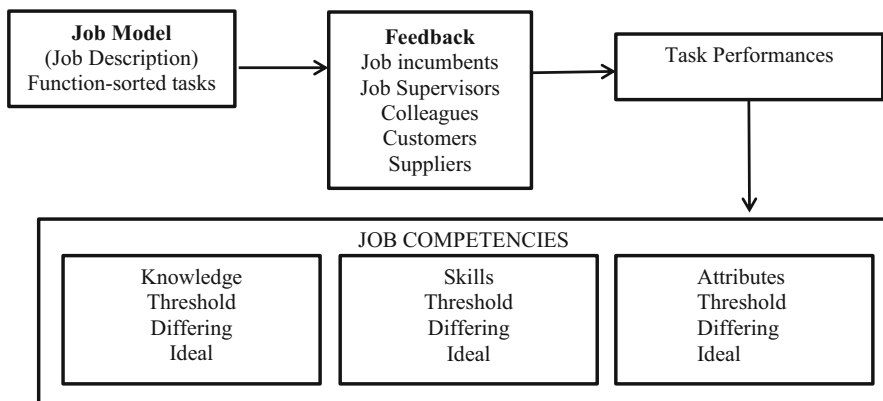 Job Model
(Job Description)
Function-sorted tasks
Feedback
Job incumbents
Job Supervisors
Colleagues
Customers
Suppliers
Task Performances
JOB COMPETENCIES
Knowledge
Threshold
Differing
Ideal
Skills
Threshold
Differing
Ideal
Attributes
Threshold
Differing
Ideal